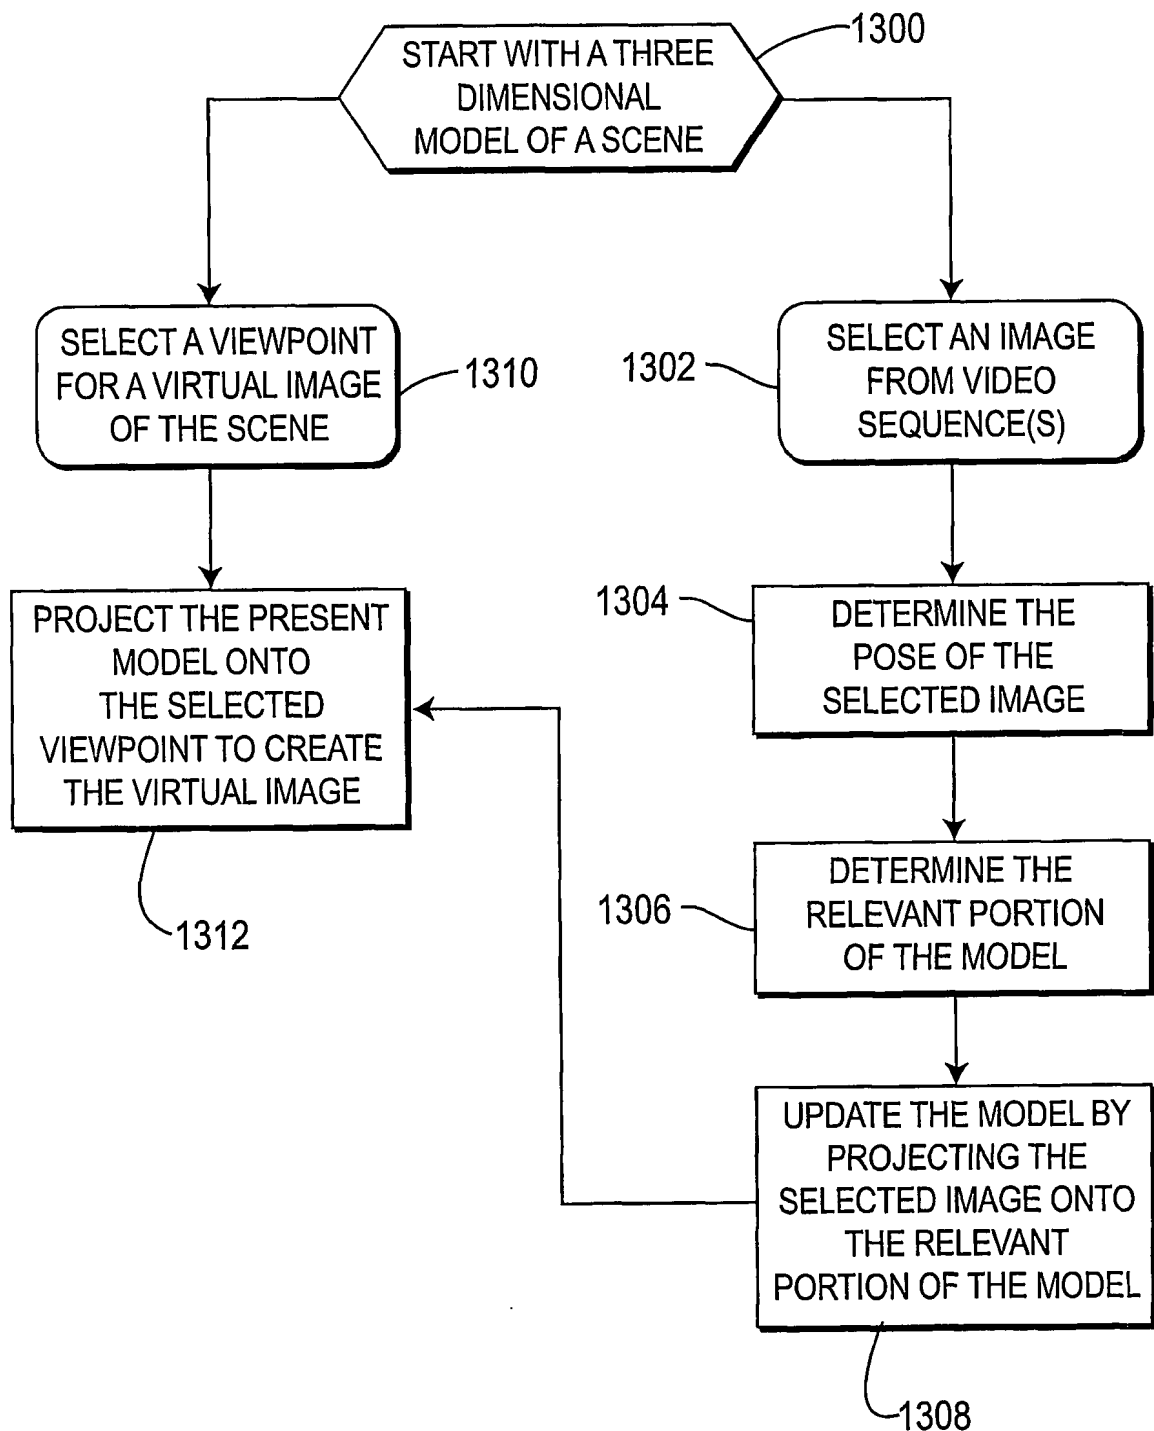 1300
START WITH A THREE
DIMENSIONAL
MODEL OF A SCENE
SELECT A VIEWPOINT
FOR A VIRTUAL IMAGE
OF THE SCENE
1310
1302
SELECT AN IMAGE
FROM VIDEO
SEQUENCE(S)
PROJECT THE PRESENT
MODEL ONTO
THE SELECTED
VIEWPOINT TO CREATE
THE VIRTUAL IMAGE
1312
1304
DETERMINE THE
POSE OF THE
SELECTED IMAGE
1306
DETERMINE THE
RELEVANT PORTION
OF THE MODEL
UPDATE THE MODEL BY
PROJECTING THE
SELECTED IMAGE ONTO
THE RELEVANT
PORTION OF THE MODEL
1308